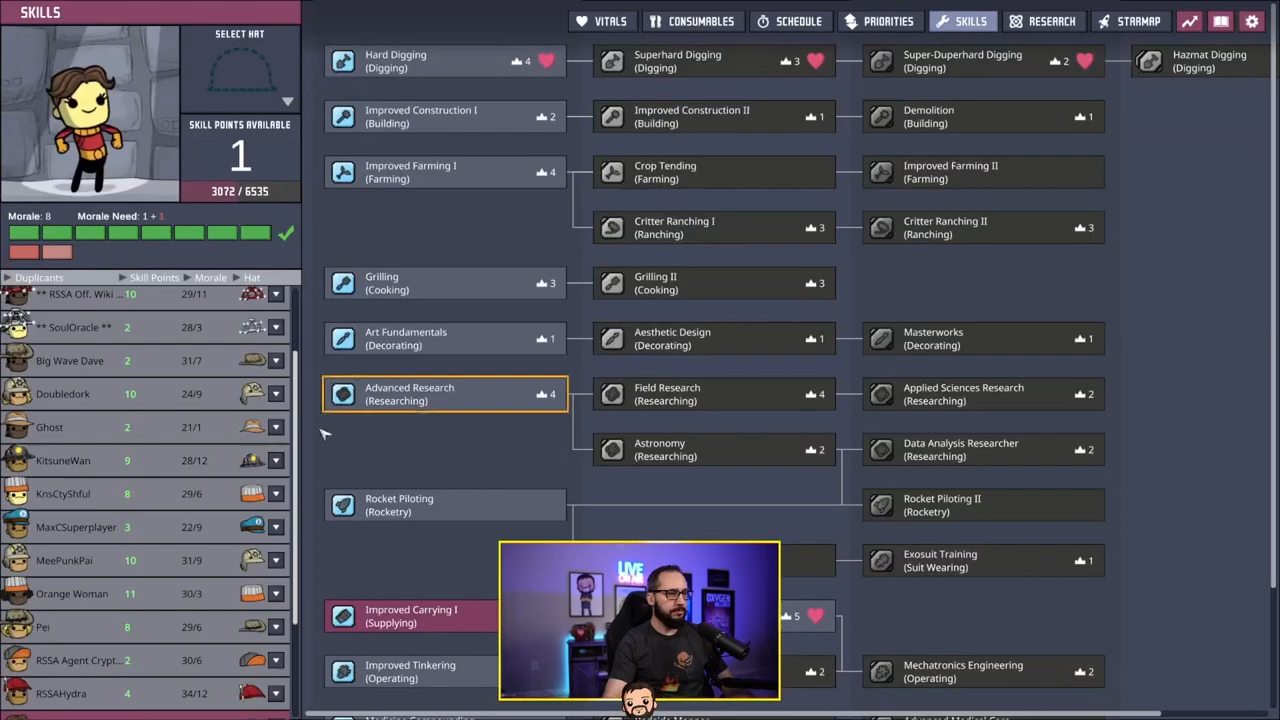 SKILLS
VITALS
CONSUMABLES
SCHEDULE
PRIORITIES
SKILLS
RESEARCH
STARMAP
SELECT HAT
SKILL POINTS AVAILABLE
1
3072 / 6535
Morale: 8
Morale Need: 1 + 1
Duplicants
Skill Points
Morale
Hat
** RSSA Off. Wiki ... 10 29/11
** SoulOracle ** 2 28/3
Big Wave Dave 2 31/7
Doubledork 10 24/9
Ghost 2 21/1
KitsuneWan 9 28/12
KnsCtyShful 8 29/6
MaxCSuperplayer 3 22/9
MeePunkPai 10 31/9
Orange Woman 11 30/3
Pei 8 29/6
RSSA Agent Crypt... 2 30/6
RSSAHydra 4 34/12
Hard Digging
(Digging)
4
Superhard Digging
(Digging)
3
Super-Duperhard Digging
(Digging)
2
Hazmat Digging
(Digging)
Improved Construction I
(Building)
2
Improved Construction II
(Building)
1
Demolition
(Building)
1
Improved Farming I
(Farming)
4
Crop Tending
(Farming)
Improved Farming II
(Farming)
Critter Ranching I
(Ranching)
3
Critter Ranching II
(Ranching)
3
Grilling
(Cooking)
3
Grilling II
(Cooking)
3
Art Fundamentals
(Decorating)
1
Aesthetic Design
(Decorating)
1
Masterworks
(Decorating)
1
Advanced Research
(Researching)
4
Field Research
(Researching)
4
Applied Sciences Research
(Researching)
2
Astronomy
(Researching)
2
Data Analysis Researcher
(Researching)
2
Rocket Piloting
(Rocketry)
Rocket Piloting II
(Rocketry)
Exosuit Training
(Suit Wearing)
1
Improved Carrying I
(Supplying)
5
Improved Tinkering
(Operating)
2
Mechatronics Engineering
(Operating)
2
LIVE
ON AIR
OXYGEN